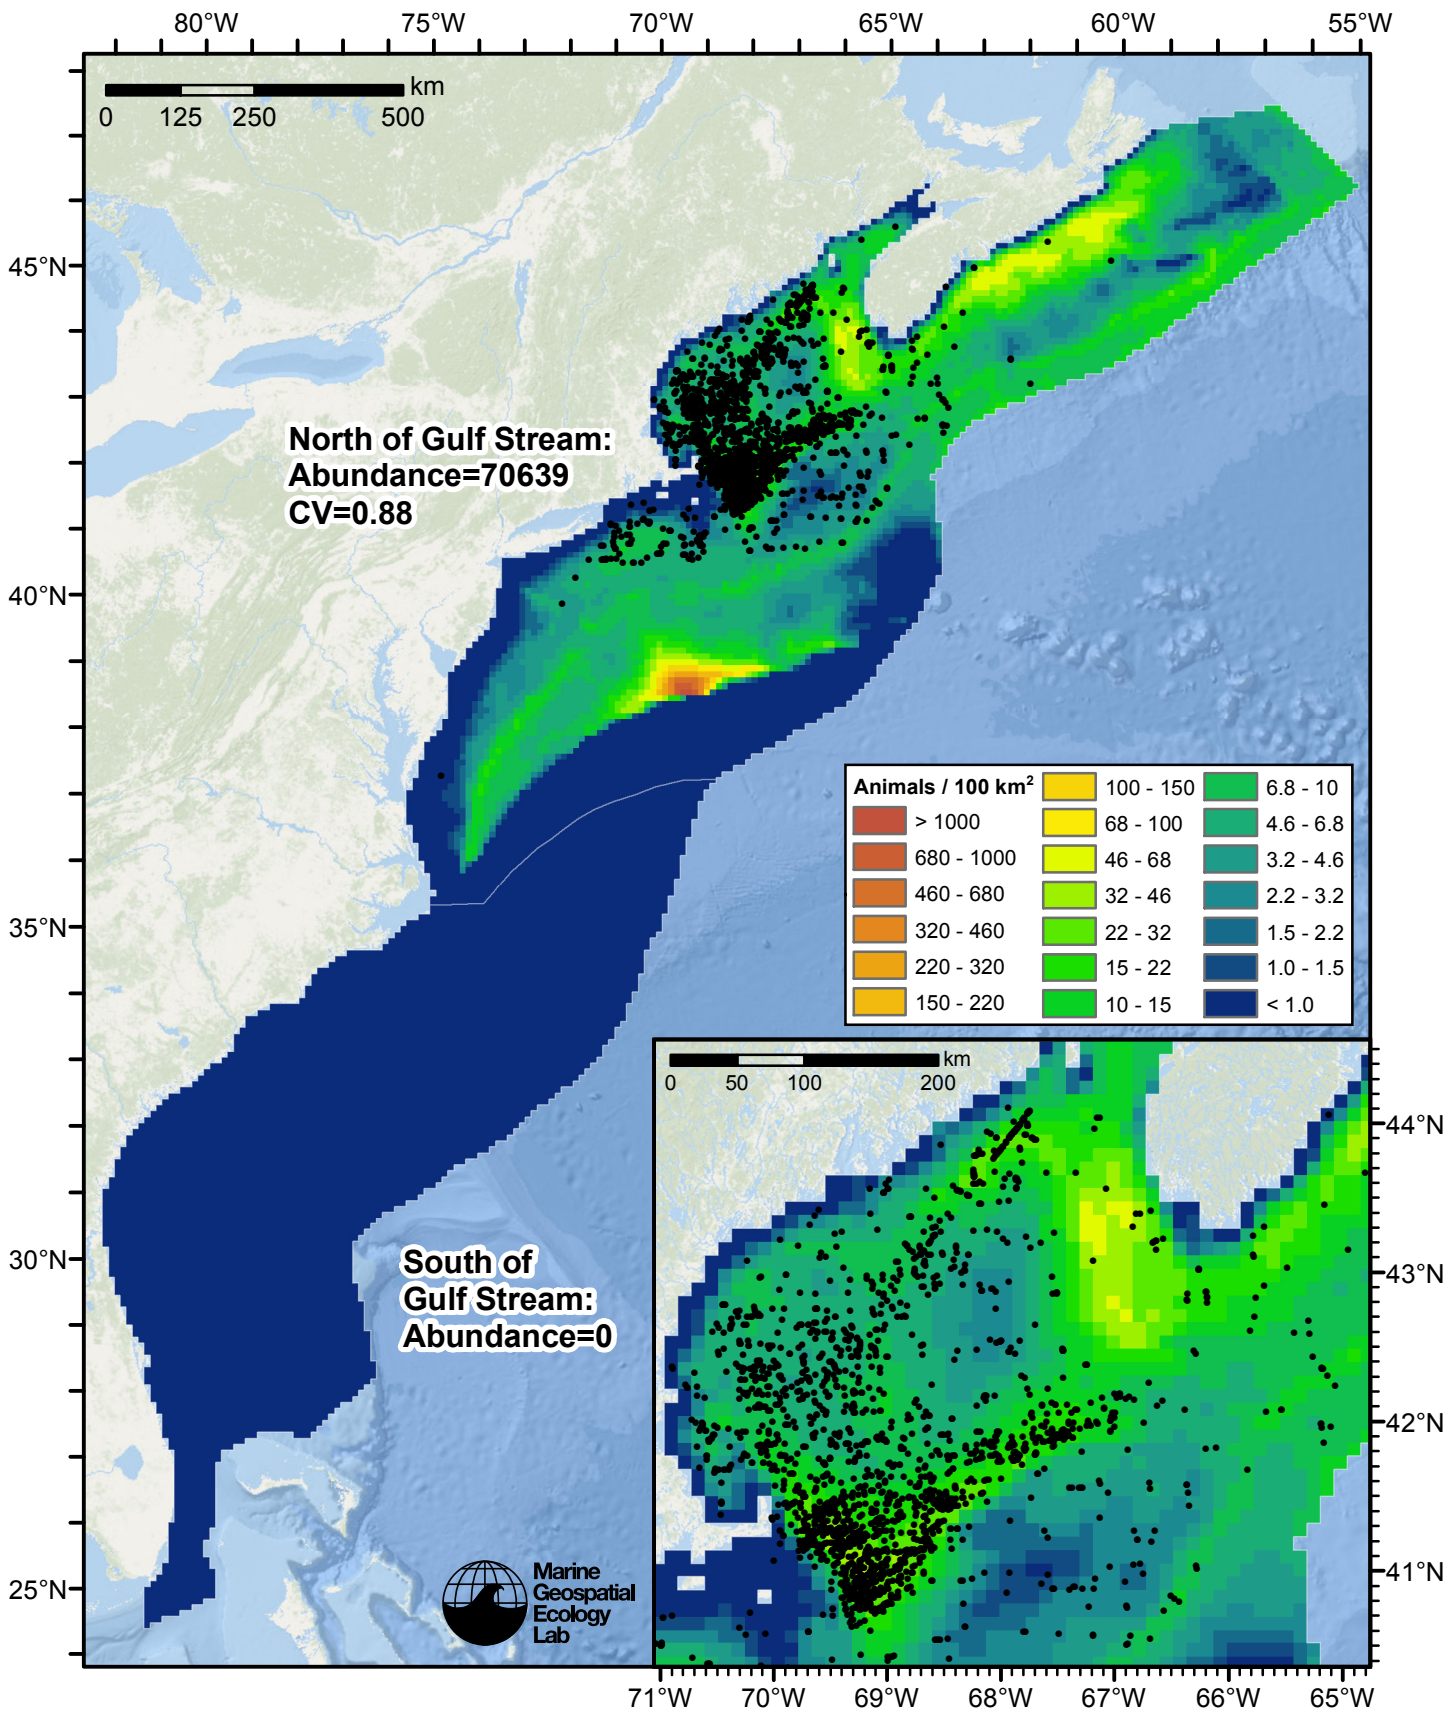 80°W 75°W 70°W 65°W 60°W 55°W
km
0 125 250 500
45°N
40°N
35°N
30°N
25°N
North of Gulf Stream:
Abundance=70639
CV=0.88
Animals / 100 km²
> 1000
680 - 1000
460 - 680
320 - 460
220 - 320
150 - 220
100 - 150
68 - 100
46 - 68
32 - 46
22 - 32
15 - 22
10 - 15
6.8 - 10
4.6 - 6.8
3.2 - 4.6
2.2 - 3.2
1.5 - 2.2
1.0 - 1.5
< 1.0
South of
Gulf Stream:
Abundance=0
km
0 50 100 200
44°N
43°N
42°N
41°N
Marine
Geospatial
Ecology
Lab
71°W 70°W 69°W 68°W 67°W 66°W 65°W